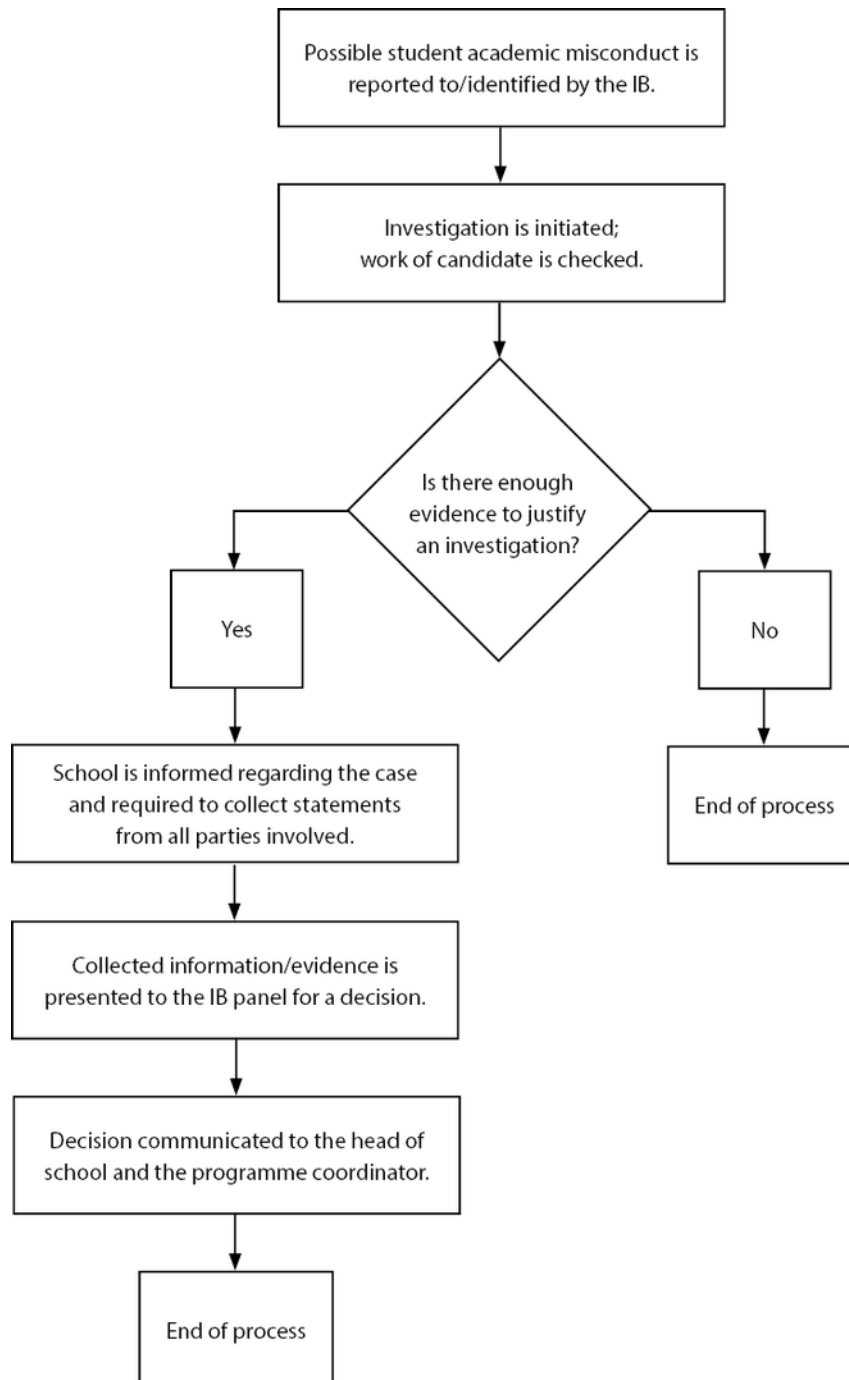 Possible student academic misconduct is
reported to/identified by the IB.
Investigation is initiated;
work of candidate is checked.
Is there enough
evidence to justify
an investigation?
Yes
No
School is informed regarding the case
and required to collect statements
from all parties involved.
End of process
Collected information/evidence is
presented to the IB panel for a decision.
Decision communicated to the head of
school and the programme coordinator.
End of process